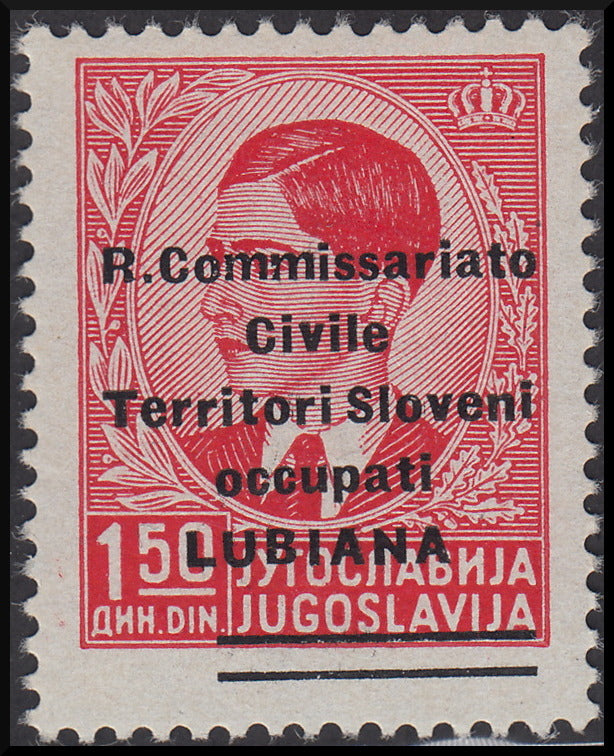 R.Commissariato
Civile
Territori Sloveni
occupati
LUBIANA
1 50
ДИН.DIN.
ЈУГОСЛАВИЈА
JUGOSLAVIJA